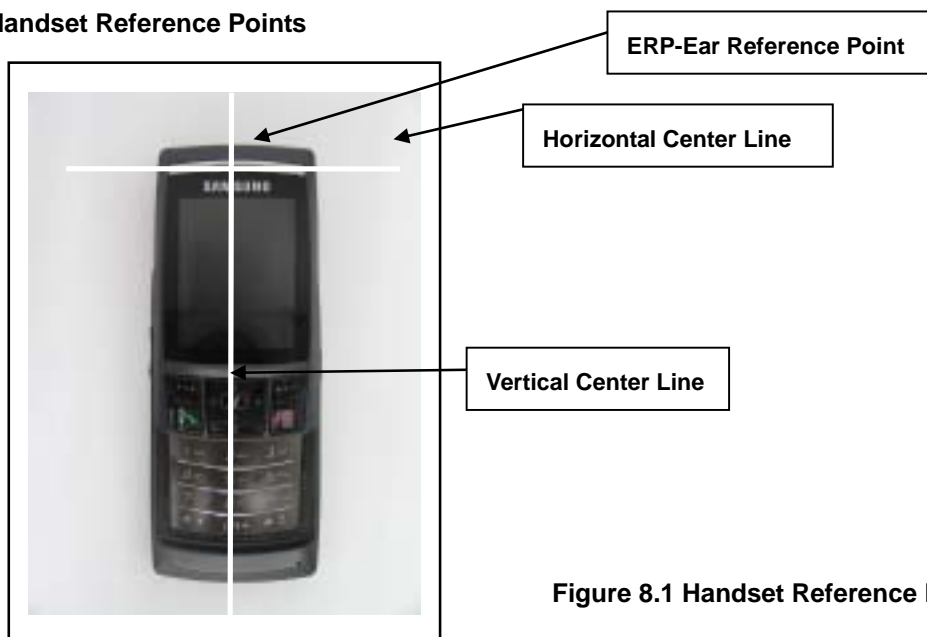 Handset Reference Points
ERP-Ear Reference Point
Horizontal Center Line
SAMSUNG
Vertical Center Line
Figure 8.1 Handset Reference